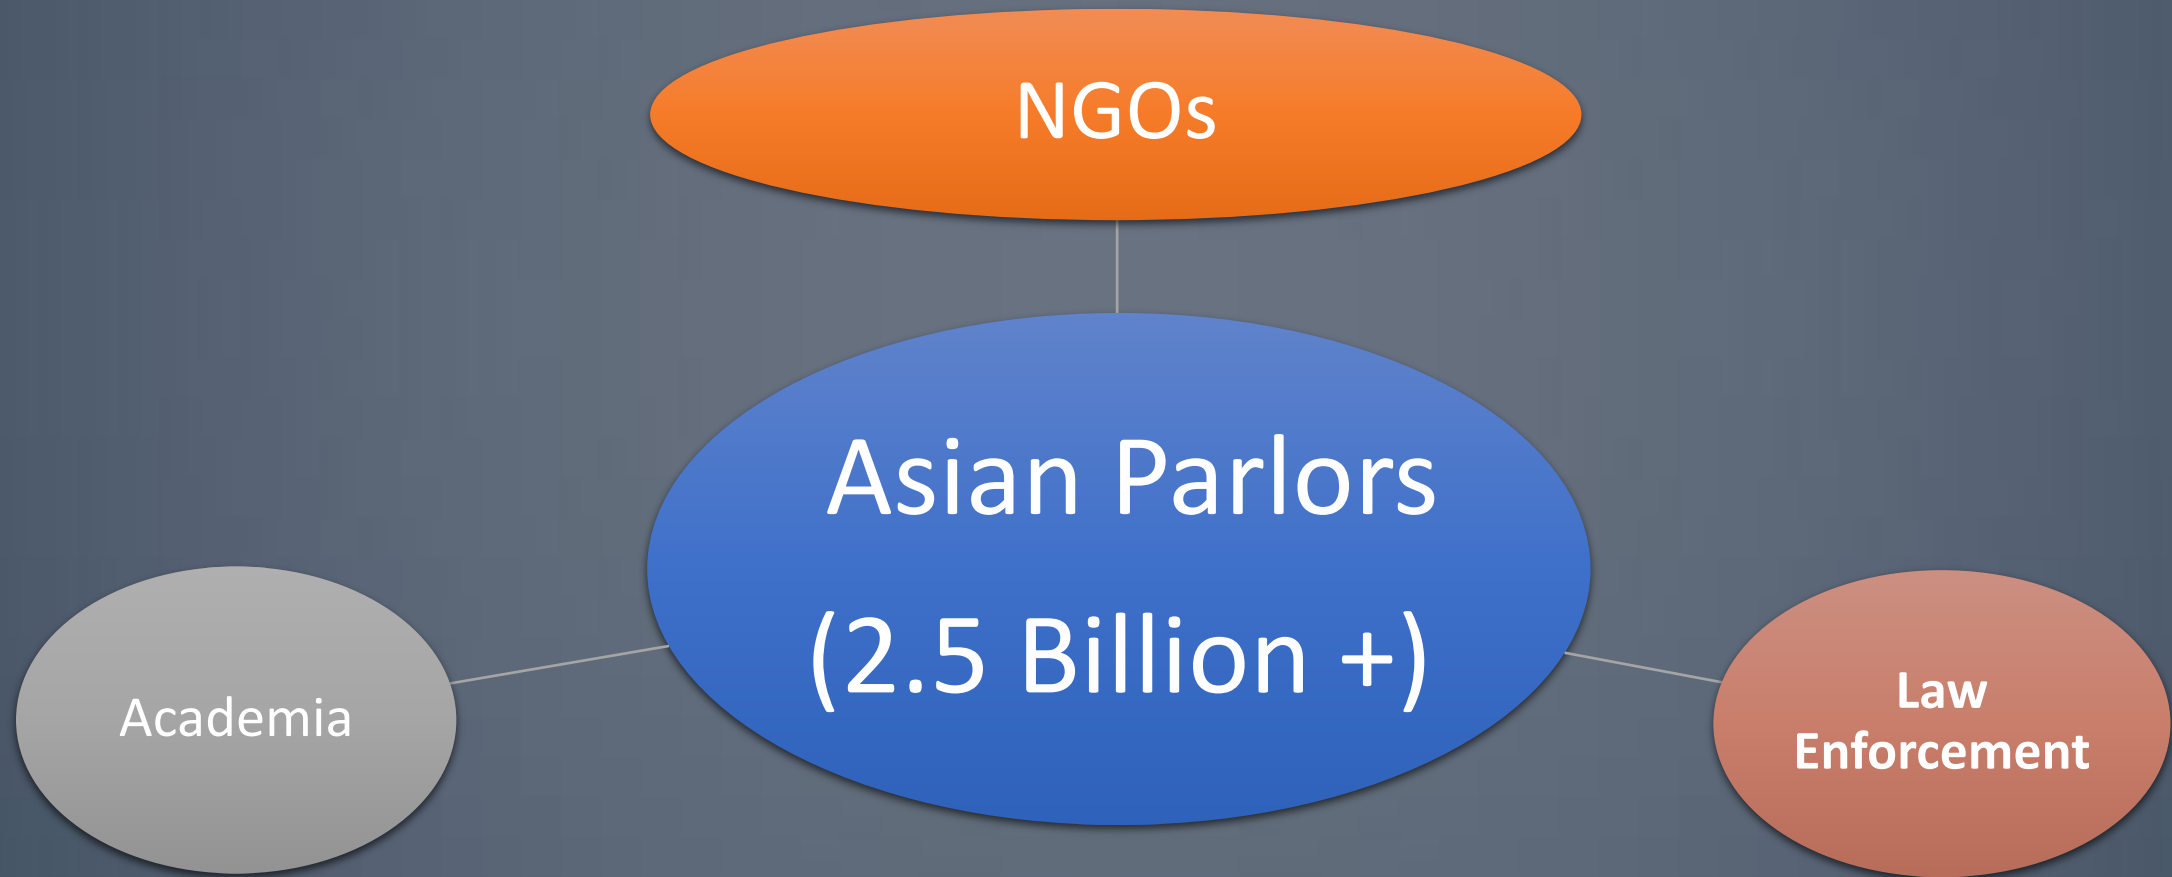 NGOs
Asian Parlors
(2.5 Billion +)
Academia
Law
Enforcement